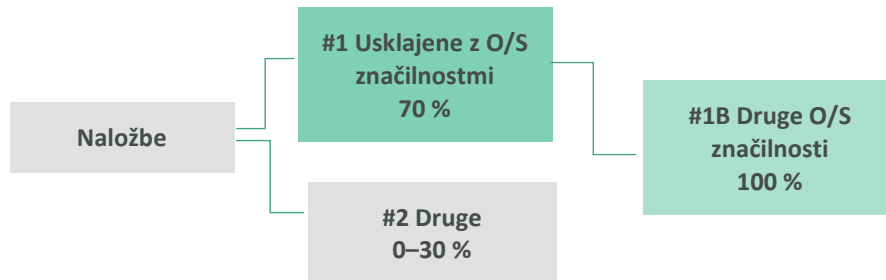 Naložbe
#1 Usklajene z O/S
značilnostmi
70 %
#1B Druge O/S
značilnosti
100 %
#2 Druge
0–30 %